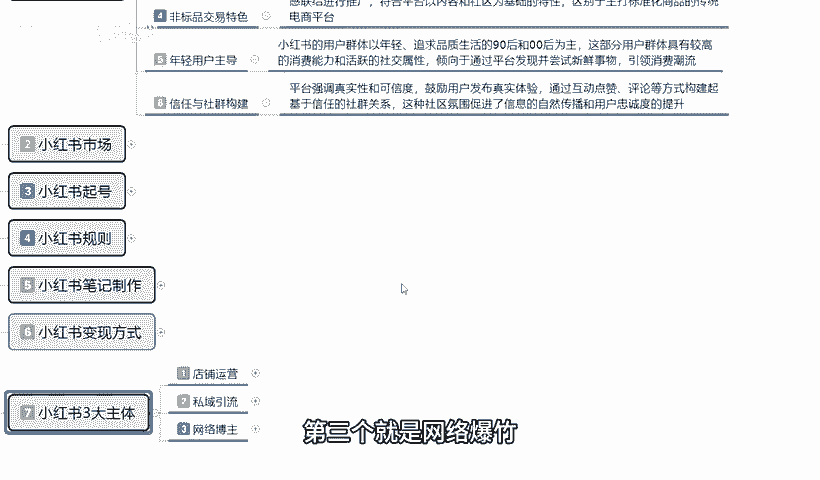 感联结进行推广，符合平台以内容和社区为基础的特性，区别于主打标准化商品的传统
4 非标品交易特色
电商平台
小红书的用户群体以年轻、追求品质生活的90后和00后为主，这部分用户群体具有较高
5 年轻用户主导
的消费能力和活跃的社交属性，倾向于通过平台发现并尝试新鲜事物，引领消费潮流
平台强调真实性和可信度，鼓励用户发布真实体验，通过互动点赞、评论等方式构建起
6 信任与社群构建
基于信任的社群关系，这种社区氛围促进了信息的自然传播和用户忠诚度的提升
2 小红书市场
3 小红书起号
4 小红书规则
5 小红书笔记制作
6 小红书变现方式
1 店铺运营
2 私域引流
7 小红书3大主体
3 网络博主
第三个就是网络爆竹